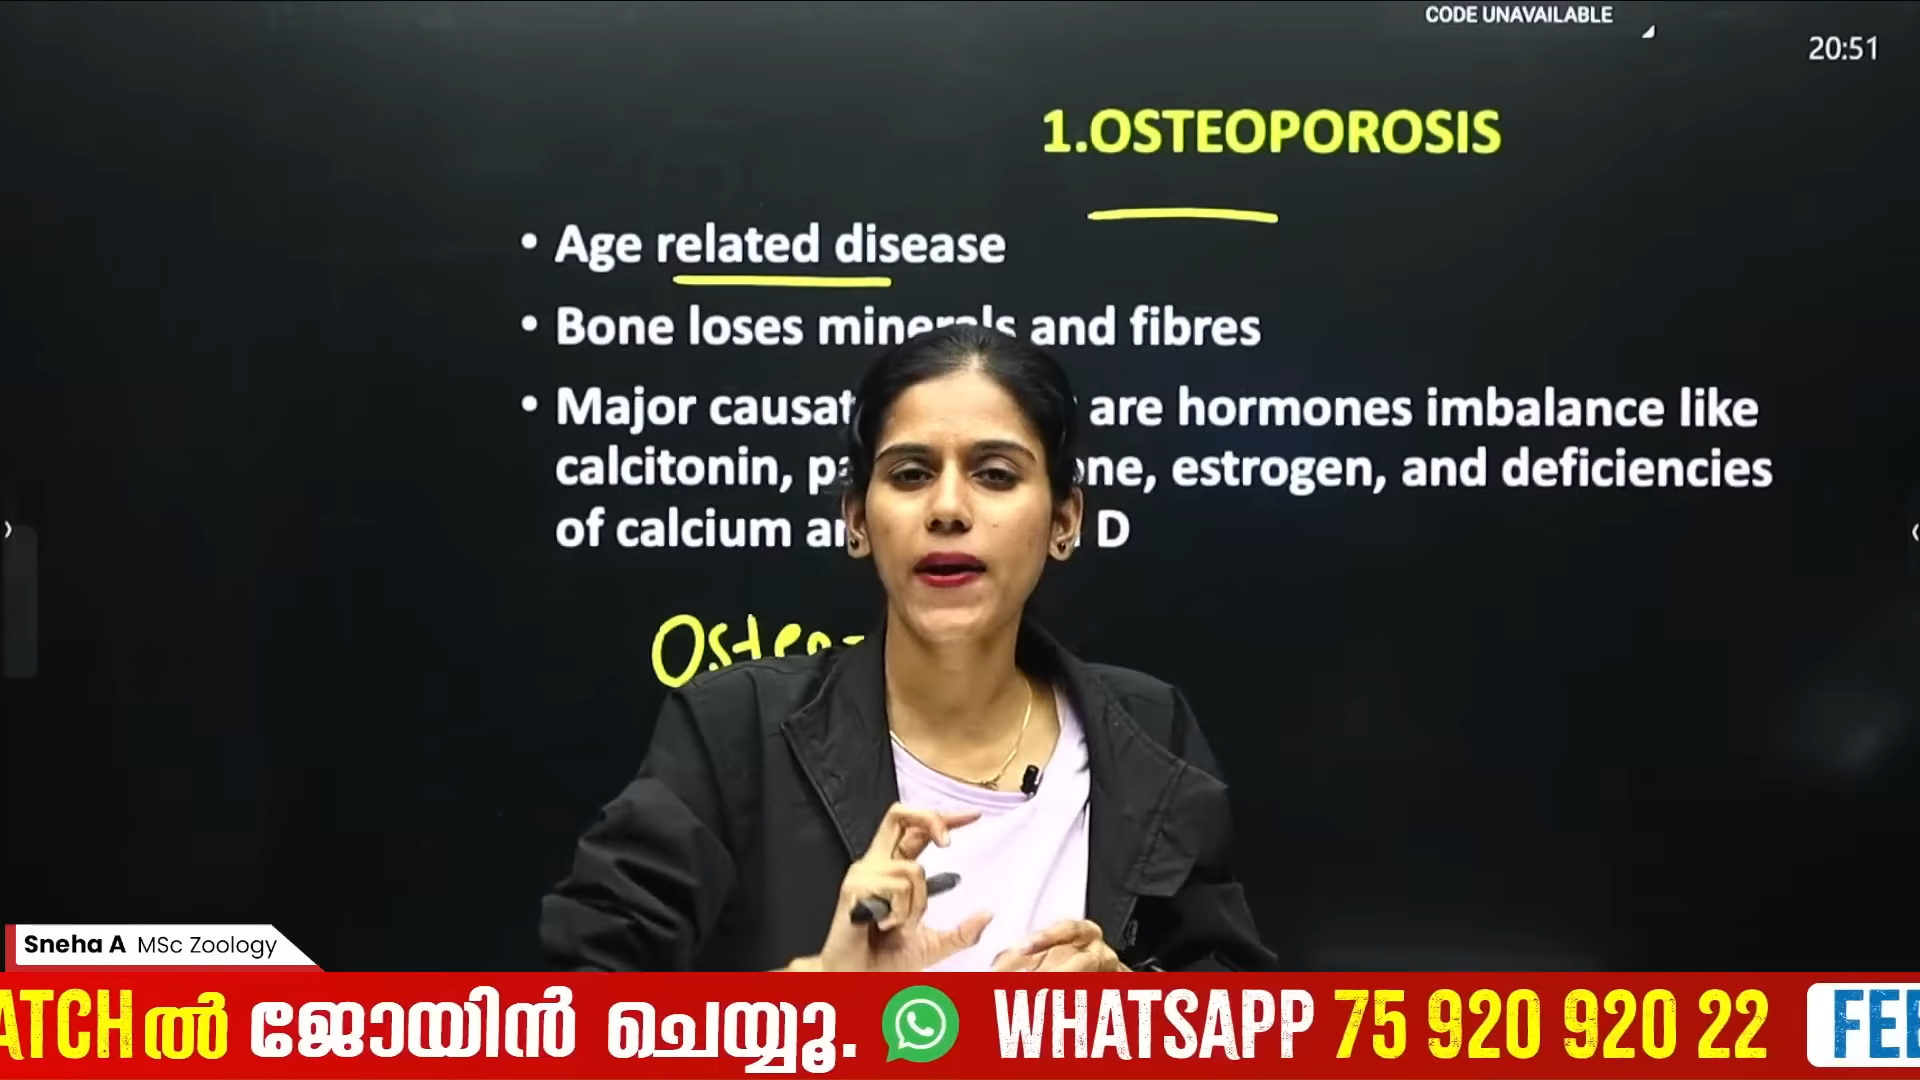 CODE UNAVAILABLE
20:51
1.OSTEOPOROSIS
• Age related disease
• Bone loses minerals and fibres
• Major are hormones imbalance like
calcitonin, estrogen, and deficiencies
of calcium D
Sneha A MSc Zoology
ൽ ജോയിൻ ചെയ്യൂ. WHATSAPP 75 920 920 22